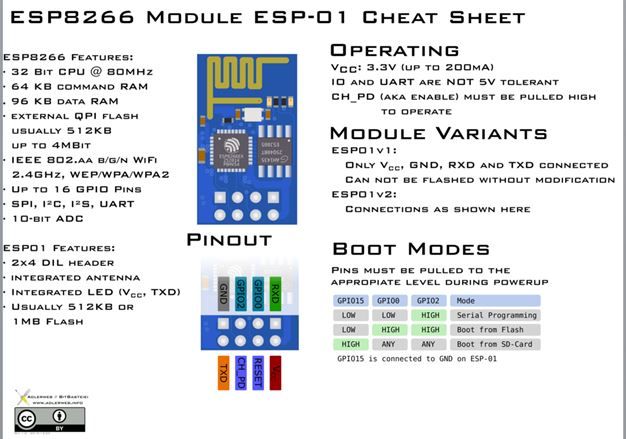 ESP8266 Module ESP-01 Cheat Sheet
ESP8266 Features:
· 32 Bit CPU @ 80MHz
· 64 KB command RAM
· 96 KB data RAM
· external QPI flash
usually 512KB
up to 4MBit
· IEEE 802.aa b/g/n WiFi
2.4GHz, WEP/WPA/WPA2
· Up to 16 GPIO Pins
· SPI, I²C, I²S, UART
· 10-bit ADC
ESP01 Features:
· 2x4 DIL header
· integrated antenna
· Integrated LED (Vcc, TXD)
· Usually 512KB or
1MB Flash
Adlerweb // BitBastelei
www.adlerweb.info
CC BY
Pinout
GND
GPIO2
GPIO0
RXD
TXD
CH_PD
RESET
Operating
Vcc: 3.3V (up to 200mA)
IO and UART are NOT 5V tolerant
CH_PD (aka enable) must be pulled high
to operate
Module Variants
ESP01v1:
Only Vcc, GND, RXD and TXD connected
Can not be flashed without modification
ESP01v2:
Connections as shown here
Boot Modes
Pins must be pulled to the
appropiate level during powerup
GPIO15 GPIO0 GPIO2 Mode
LOW LOW HIGH Serial Programming
LOW HIGH HIGH Boot from Flash
HIGH ANY ANY Boot from SD-Card
GPIO15 is connected to GND on ESP-01